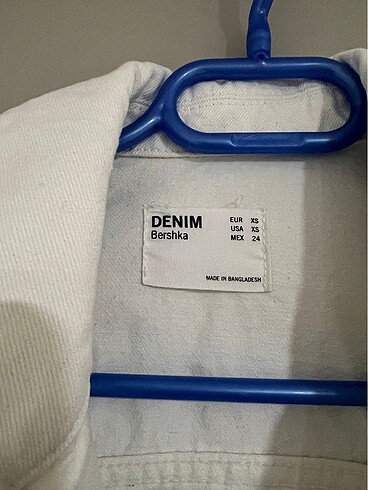 DENIM
Bershka
EUR XS
USA XS
MEX 24
MADE IN BANGLADESH